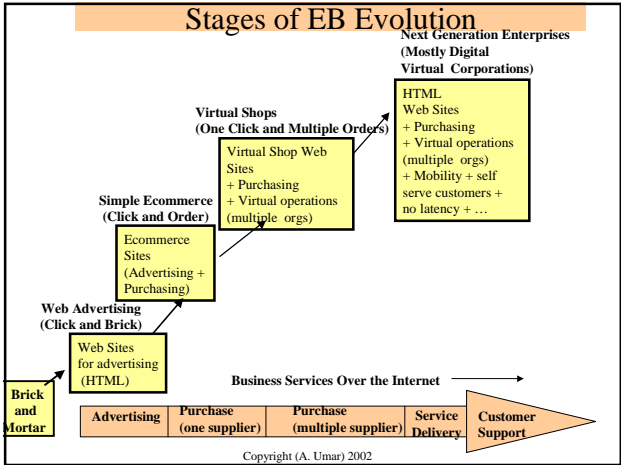 Stages of EB Evolution
Next Generation Enterprises
(Mostly Digital
Virtual Corporations)
HTML
Web Sites
+ Purchasing
+ Virtual operations
(multiple orgs)
+ Mobility + self
serve customers +
no latency + …
Virtual Shops
(One Click and Multiple Orders)
Virtual Shop Web
Sites
+ Purchasing
+ Virtual operations
(multiple orgs)
Simple Ecommerce
(Click and Order)
Ecommerce
Sites
(Advertising +
Purchasing)
Web Advertising
(Click and Brick)
Web Sites
for advertising
(HTML)
Brick
and
Mortar
Business Services Over the Internet
Advertising
Purchase
(one supplier)
Purchase
(multiple supplier)
Service
Delivery
Customer
Support
Copyright (A. Umar) 2002